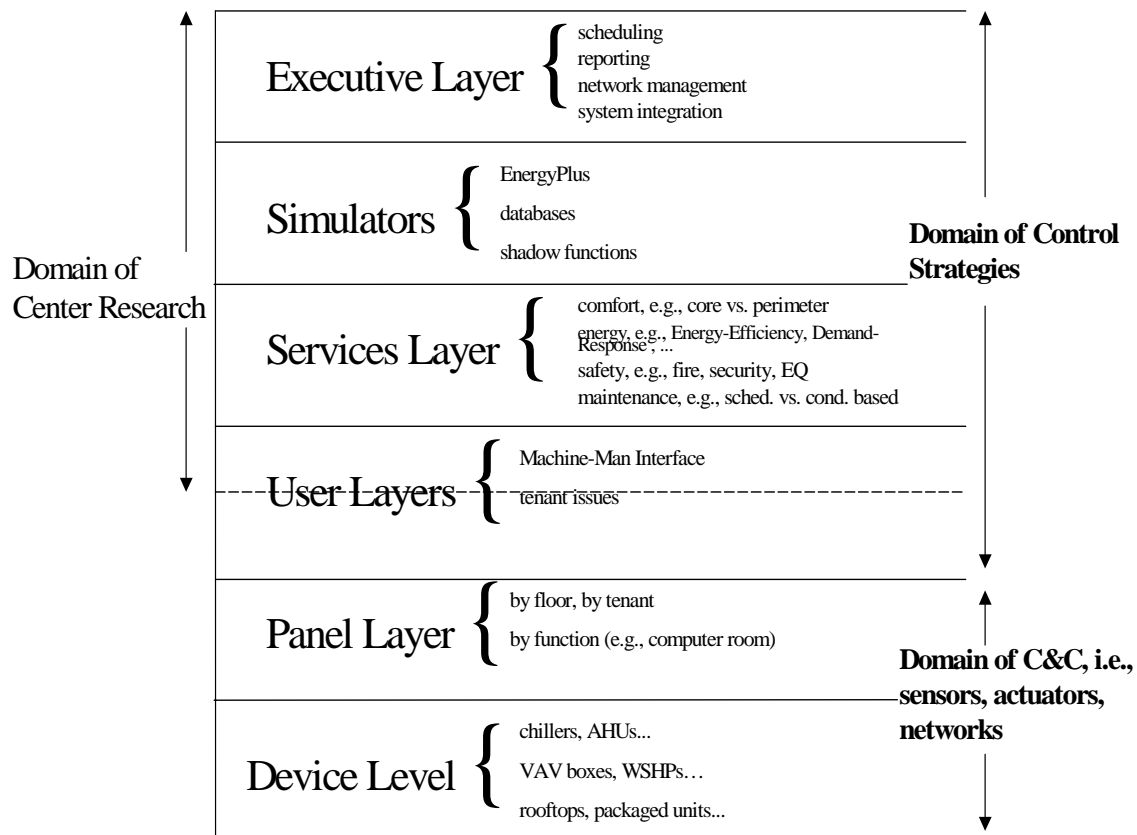 Executive Layer
scheduling
reporting
network management
system integration
Simulators
EnergyPlus
databases
shadow functions
Domain of
Center Research
Domain of Control
Strategies
Services Layer
comfort, e.g., core vs. perimeter
energy, e.g., Energy-Efficiency, Demand-
Response , ...
safety, e.g., fire, security, EQ
maintenance, e.g., sched. vs. cond. based
User Layers
Machine-Man Interface
tenant issues
Panel Layer
by floor, by tenant
by function (e.g., computer room)
Domain of C&C, i.e.,
sensors, actuators,
networks
Device Level
chillers, AHUs...
VAV boxes, WSHPs…
rooftops, packaged units...